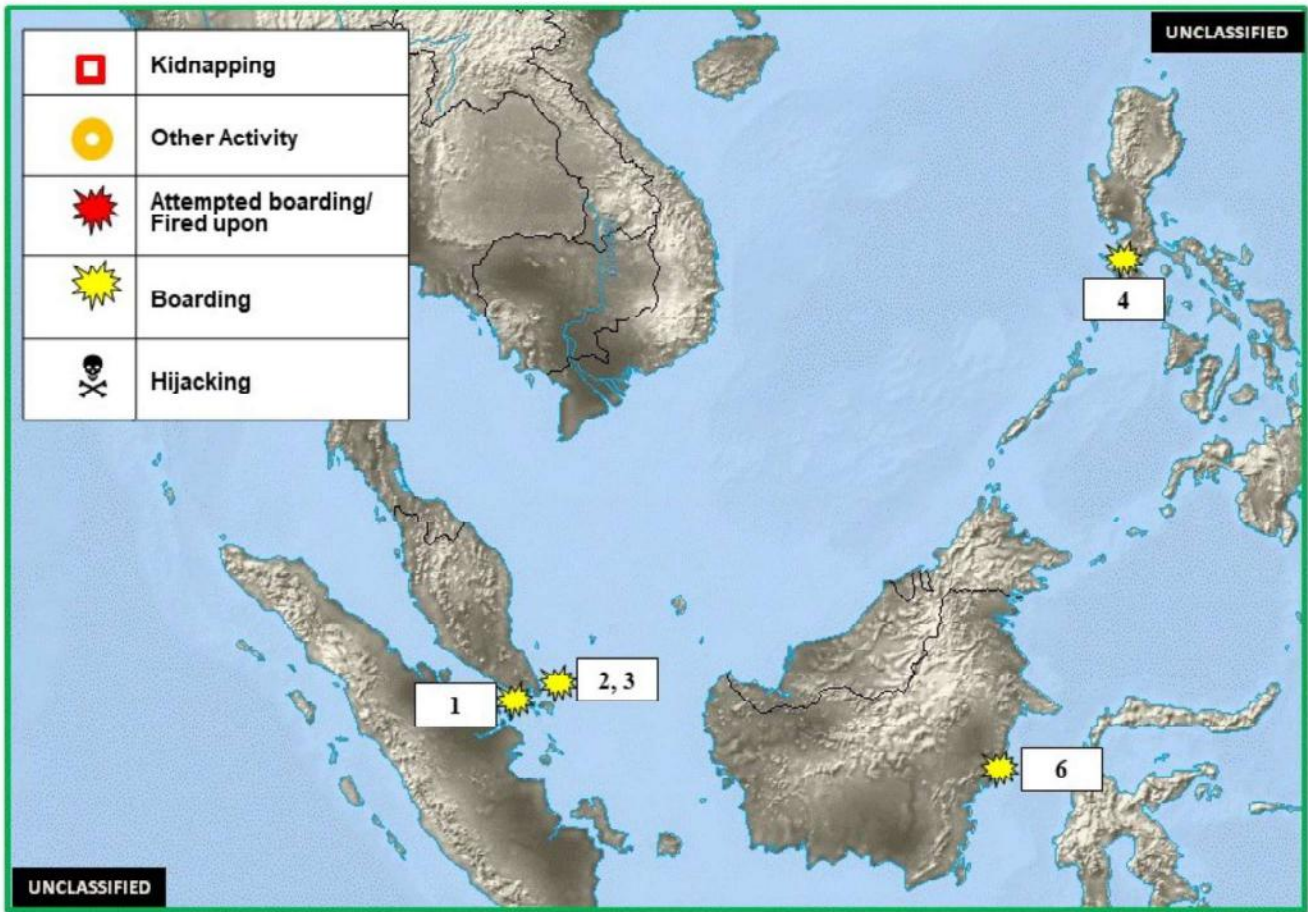 UNCLASSIFIED
Kidnapping
Other Activity
Attempted boarding/
Fired upon
Boarding
Hijacking
4
2, 3
1
6
UNCLASSIFIED